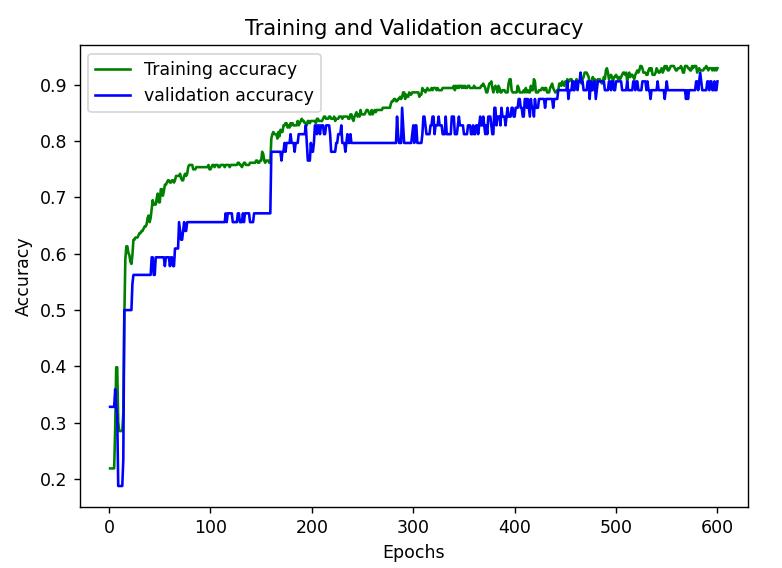 Training and Validation accuracy
Training accuracy
validation accuracy
Accuracy
0.9
0.8
0.7
0.6
0.5
0.4
0.3
0.2
0 100 200 300 400 500 600
Epochs